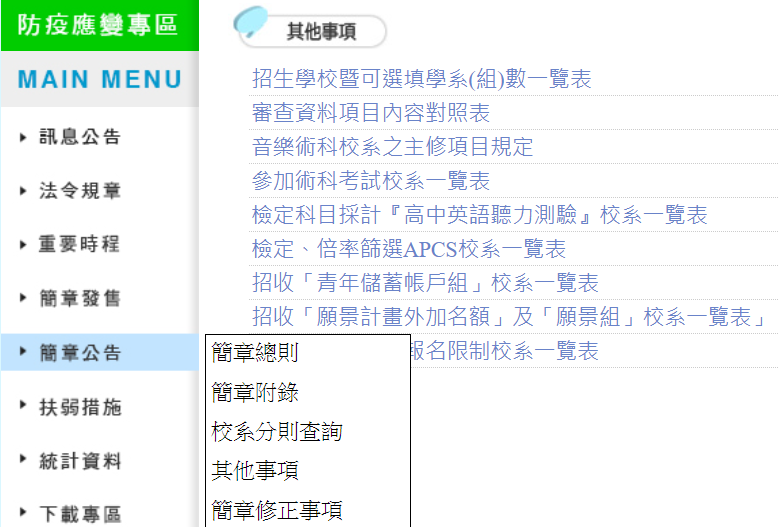 防疫應變專區
MAIN MENU
訊息公告
法令規章
重要時程
簡章發售
簡章公告
扶弱措施
統計資料
下載專區
其他事項
招生學校暨可選填學系(組)數一覽表
審查資料項目內容對照表
音樂術科校系之主修項目規定
參加術科考試校系一覽表
檢定科目採計『高中英語聽力測驗』校系一覽表
檢定、倍率篩選APCS校系一覽表
招收「青年儲蓄帳戶組」校系一覽表
招收「願景計畫外加名額」及「願景組」校系一覽表」
報名限制校系一覽表
簡章總則
簡章附錄
校系分則查詢
其他事項
簡章修正事項